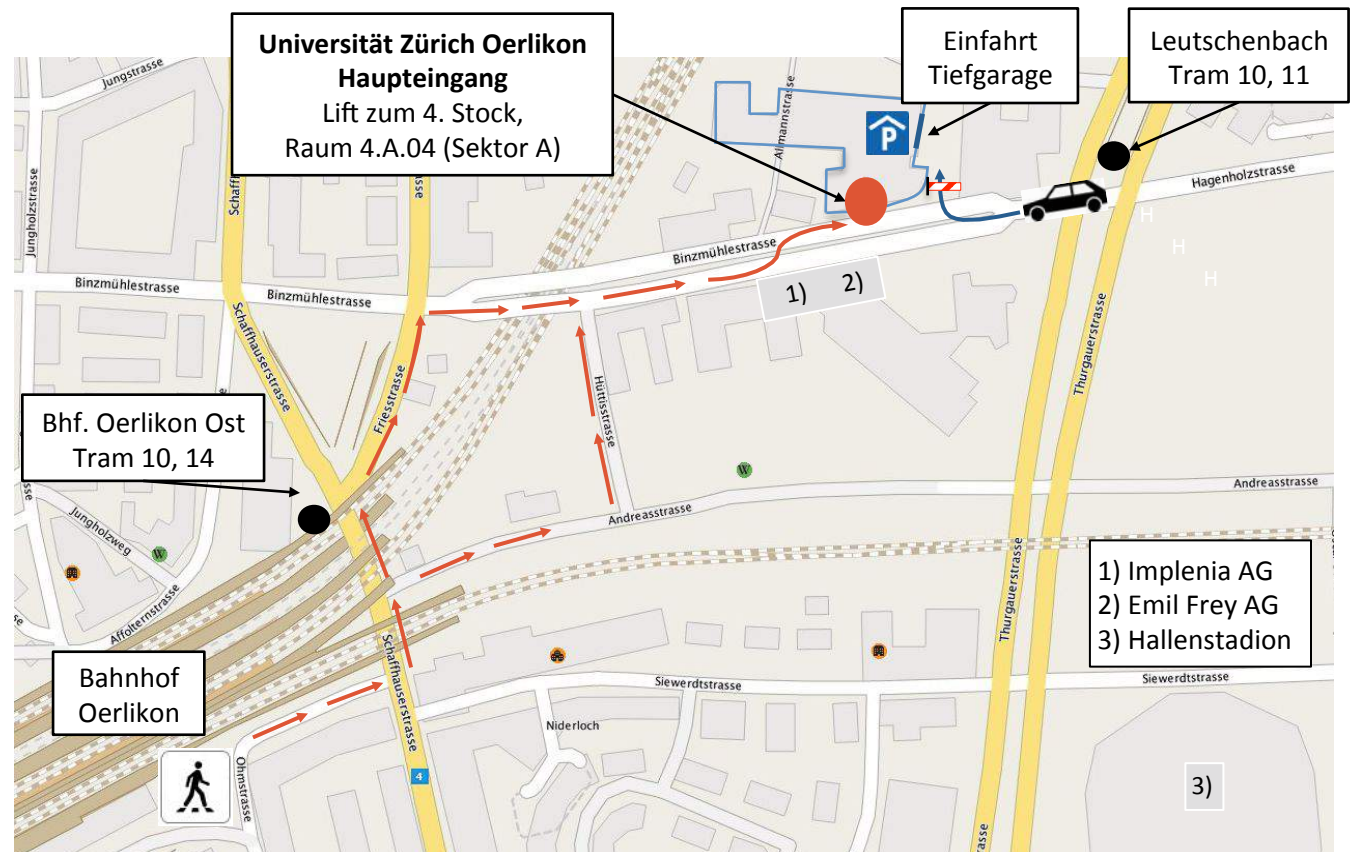 Universität Zürich Oerlikon
Haupteingang
Lift zum 4. Stock,
Raum 4.A.04 (Sektor A)
Einfahrt
Tiefgarage
Leutschenbach
Tram 10, 11
Jungstrasse
Jungholzstrasse
Schaff
strasse
Allmannstrasse
P
Hagenholzstrasse
H
H
H
Binzmühlestrasse
Binzmühlestrasse
Binzmühlestrasse
1)
2)
Schaffhauserstrasse
Friesstrasse
Hüttisstrasse
Thurgauerstrasse
Bhf. Oerlikon Ost
Tram 10, 14
W
Andreasstrasse
Andreasstrasse
Jungholzweg
W
Affolternstrasse
Thurgauerstrasse
1) Implenia AG
2) Emil Frey AG
3) Hallenstadion
Bahnhof
Oerlikon
Schaffhauserstrasse
Siewerdtstrasse
Siewerdtstrasse
Niderloch
Ohmstrasse
4
3)
strasse